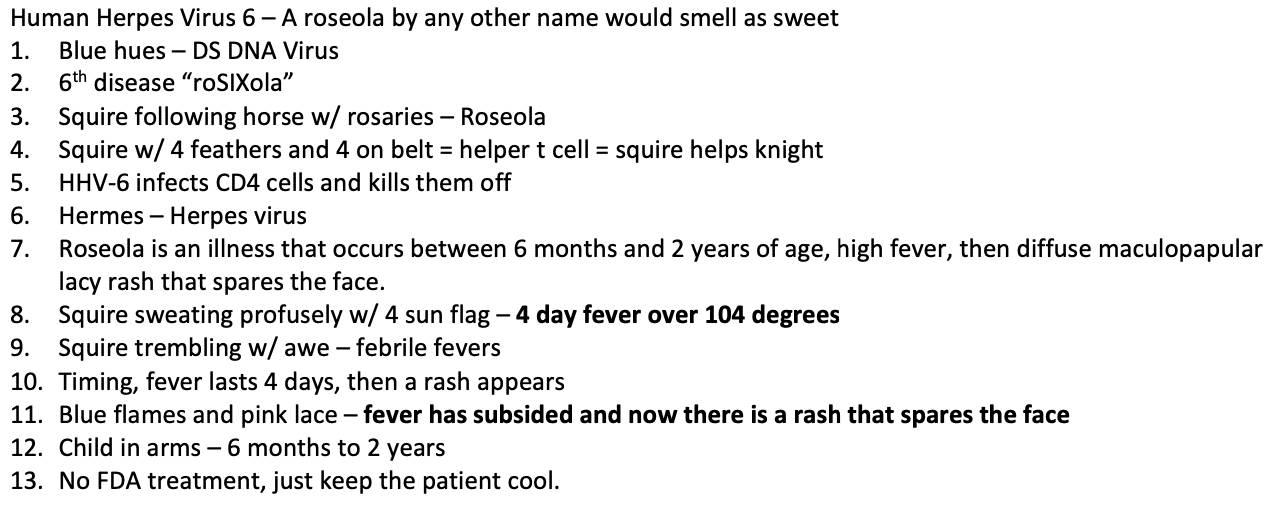 Human Herpes Virus 6 – A roseola by any other name would smell as sweet
1. Blue hues – DS DNA Virus
2. 6th disease “roSIXola”
3. Squire following horse w/ rosaries – Roseola
4. Squire w/ 4 feathers and 4 on belt = helper t cell = squire helps knight
5. HHV-6 infects CD4 cells and kills them off
6. Hermes – Herpes virus
7. Roseola is an illness that occurs between 6 months and 2 years of age, high fever, then diffuse maculopapular
lacy rash that spares the face.
8. Squire sweating profusely w/ 4 sun flag – 4 day fever over 104 degrees
9. Squire trembling w/ awe – febrile fevers
10. Timing, fever lasts 4 days, then a rash appears
11. Blue flames and pink lace – fever has subsided and now there is a rash that spares the face
12. Child in arms – 6 months to 2 years
13. No FDA treatment, just keep the patient cool.